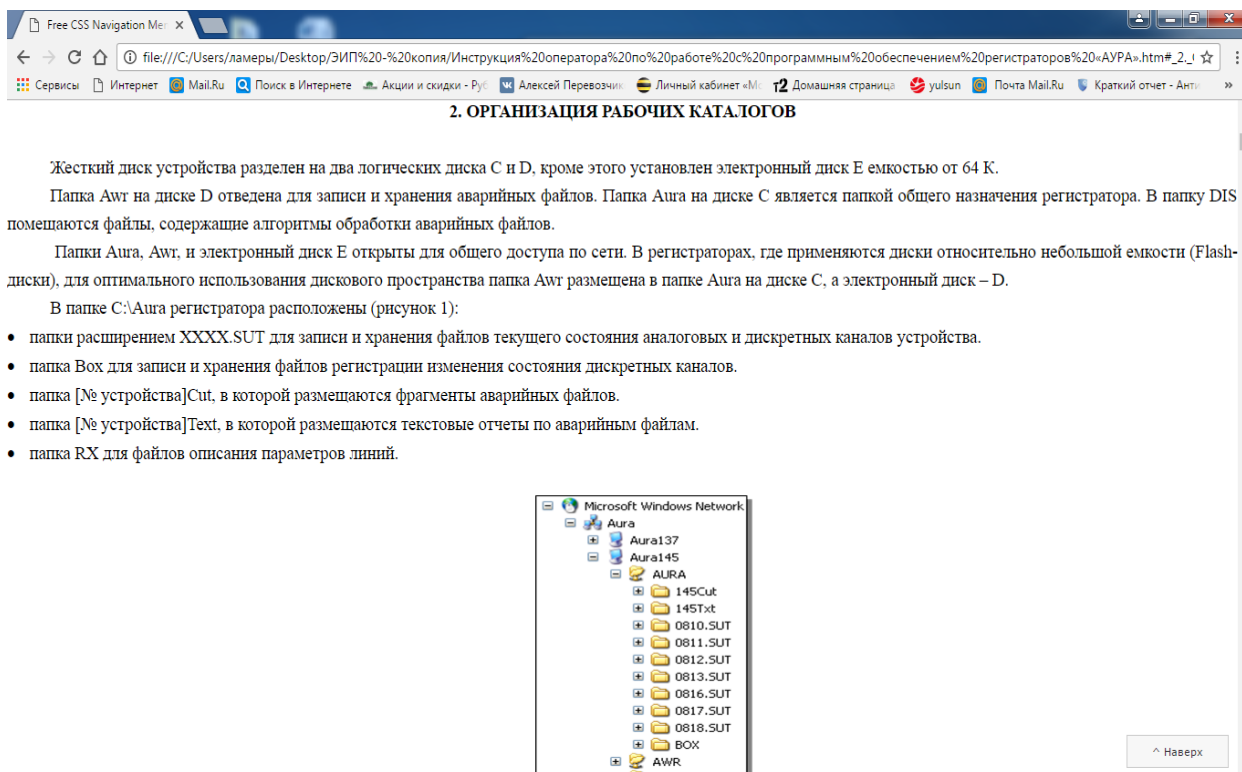 Free CSS Navigation Mer
file:///C:/Users/ламеры/Desktop/ЭИП%20-%20копия/Инструкция%20оператора%20по%20работе%20с%20программным%20обеспечением%20регистраторов%20«АУРА».htm#_2._
Сервисы Интернет Mail.Ru Поиск в Интернете Акции и скидки - Руб Алексей Перевозчик Личный кабинет «М Домашняя страница yulsun Почта Mail.Ru Краткий отчет - Анти »
2. ОРГАНИЗАЦИЯ РАБОЧИХ КАТАЛОГОВ
Жесткий диск устройства разделен на два логических диска C и D, кроме этого установлен электронный диск E емкостью от 64 К.
Папка Awr на диске D отведена для записи и хранения аварийных файлов. Папка Aura на диске C является папкой общего назначения регистратора. В папку DIS
помещаются файлы, содержащие алгоритмы обработки аварийных файлов.
Папки Aura, Awr, и электронный диск E открыты для общего доступа по сети. В регистраторах, где применяются диски относительно небольшой емкости (Flash-
диски), для оптимального использования дискового пространства папка Awr размещена в папке Aura на диске C, а электронный диск – D.
В папке C:\Aura регистратора расположены (рисунок 1):
• папки расширением XXXX.SUT для записи и хранения файлов текущего состояния аналоговых и дискретных каналов устройства.
• папка Box для записи и хранения файлов регистрации изменения состояния дискретных каналов.
• папка [№ устройства]Cut, в которой размещаются фрагменты аварийных файлов.
• папка [№ устройства]Text, в которой размещаются текстовые отчеты по аварийным файлам.
• папка RX для файлов описания параметров линий.
Microsoft Windows Network
Aura
Aura137
Aura145
AURA
145Cut
145Txt
0810.SUT
0811.SUT
0812.SUT
0813.SUT
0816.SUT
0817.SUT
0818.SUT
BOX
AWR
^ Наверх